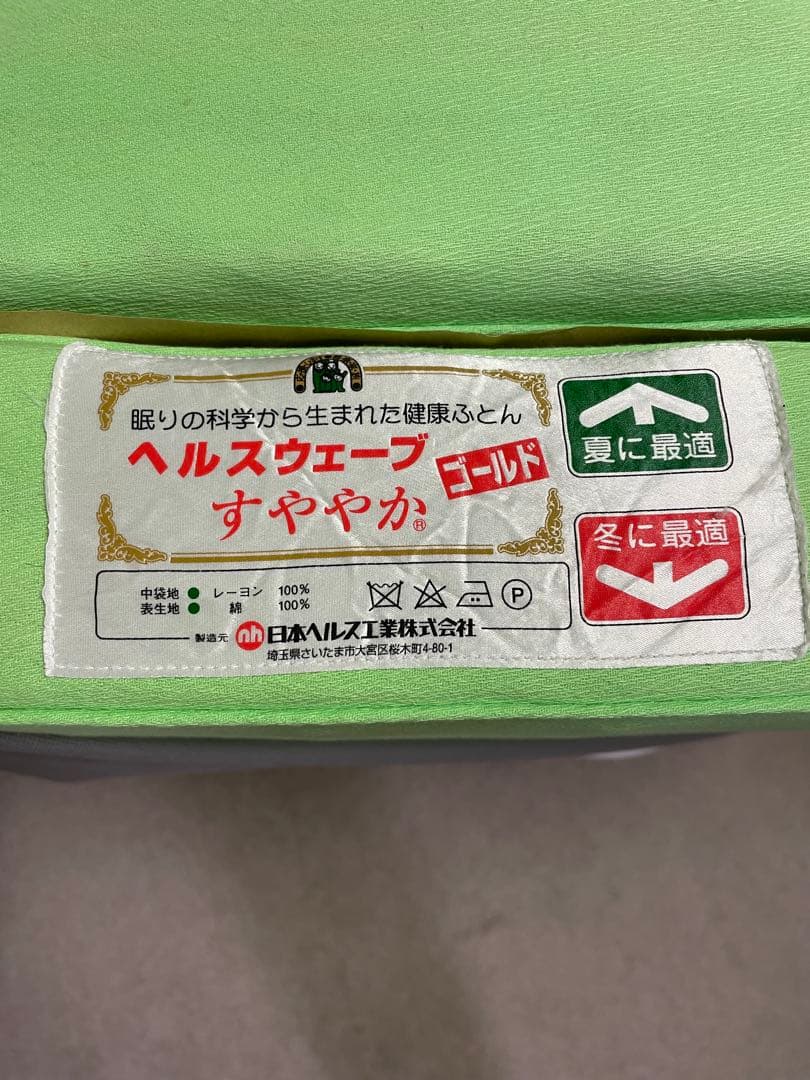 眠りの科学から生まれた健康ふとん
ヘルスウェーブ
ゴールド
すややか®
夏に最適
冬に最適
中袋地 ● レーヨン 100%
表生地 ● 綿 100%
P
製造元 nh 日本ヘルス工業株式会社
埼玉県さいたま市大宮区桜木町4-80-1